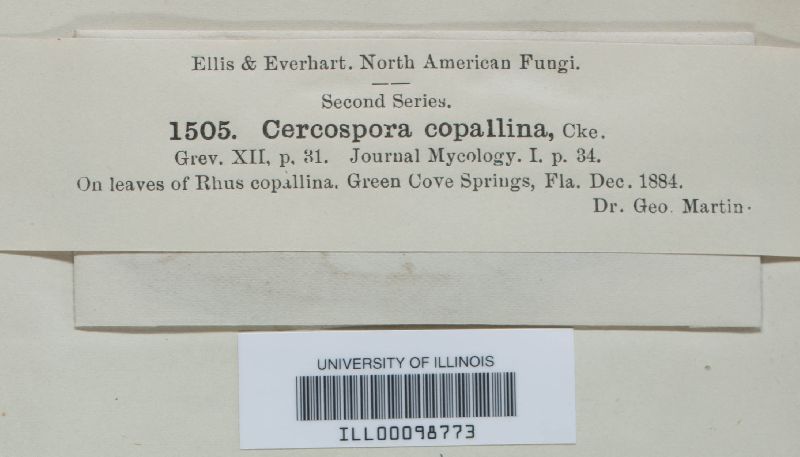 Ellis & Everhart. North American Fungi.
Second Series.
1505. Cercospora copallina, Cke.
Grev. XII, p. 31. Journal Mycology. I. p. 34.
On leaves of Rhus copallina. Green Cove Springs, Fla. Dec. 1884.
Dr. Geo. Martin.
UNIVERSITY OF ILLINOIS
ILL00098773